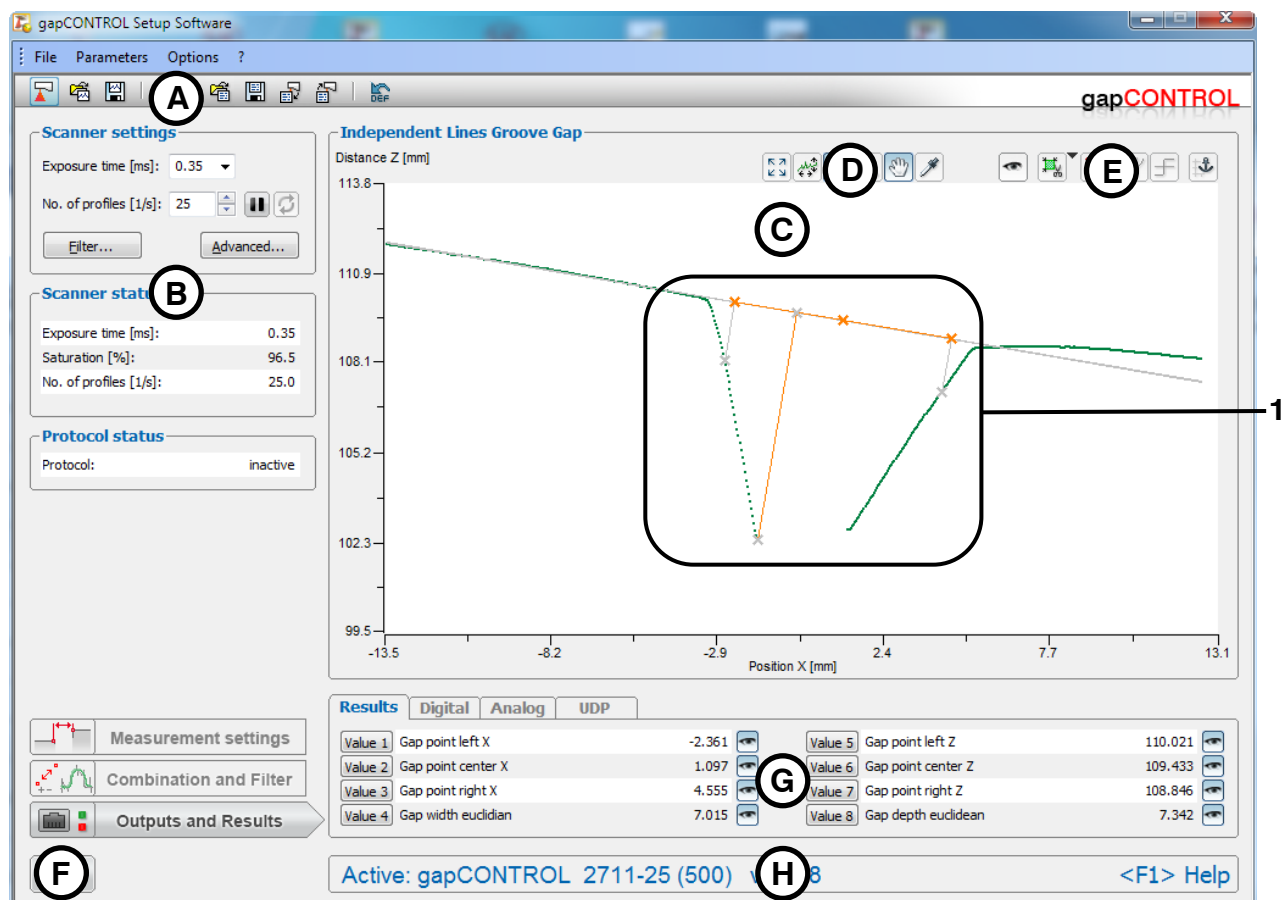 gapCONTROL Setup Software
File Parameters Options ?
A
DEF
gapCONTROL
Scanner settings
Exposure time [ms]: 0.35
No. of profiles [1/s]: 25
Filter... Advanced...
B
Exposure time [ms]: 0.35
Saturation [%]: 96.5
No. of profiles [1/s]: 25.0
Scanner
Protocol status
Protocol: inactive
Independent Lines Groove Gap
Distance Z [mm]
D
E
C
113.8
110.9
108.1
105.2
102.3
99.5
-13.5 -8.2 -2.9 2.4 7.7 13.1
Position X [mm]
1
Results Digital Analog UDP
Value 1 Gap point left X -2.361 Value 5 Gap point left Z 110.021
Value 2 Gap point center X 1.097 Value 6 Gap point center Z 109.433
Value 3 Gap point right X 4.555 Value 7 Gap point right Z 108.846
Value 4 Gap width euclidian 7.015 Value 8 Gap depth euclidean 7.342
G
Measurement settings
Combination and Filter
Outputs and Results
F
Active: gapCONTROL 2711-25 (500) H 8 <F1> Help